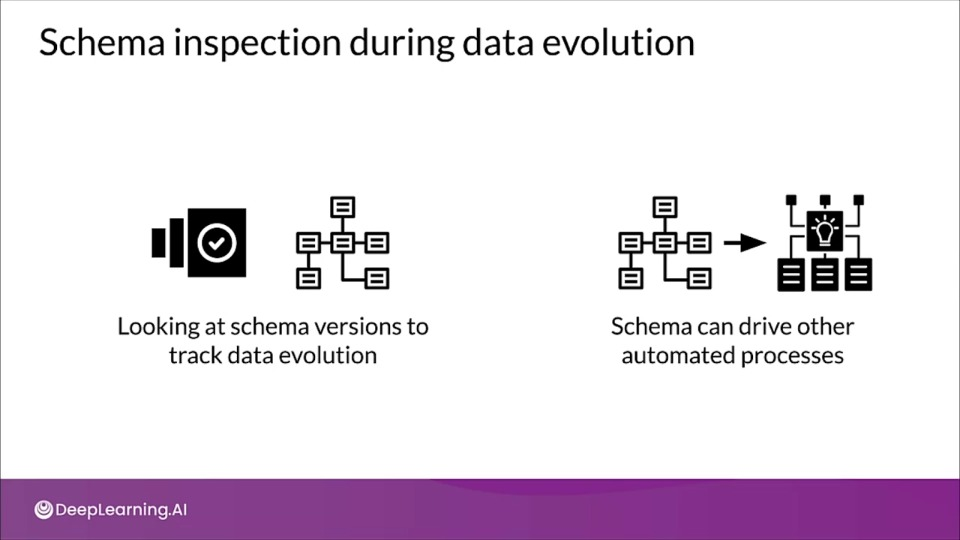 Schema inspection during data evolution
Looking at schema versions to
track data evolution
Schema can drive other
automated processes
DeepLearning.AI